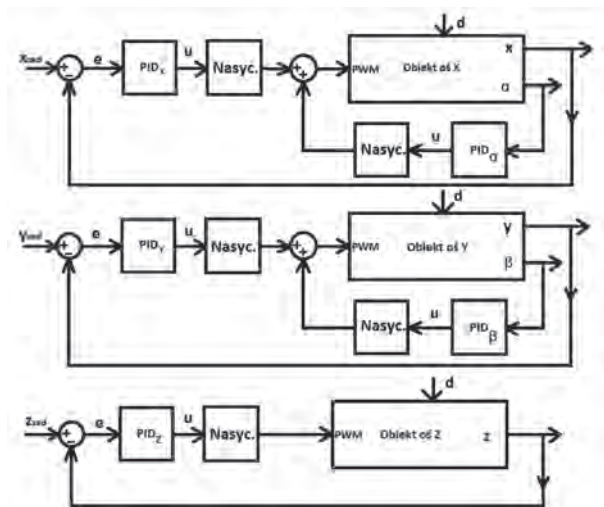 d
xzad
e
PIDx
u
Nasyc.
PWM
Obiekt oś X
x
α
Nasyc.
u
PIDα
d
yzad
e
PIDY
u
Nasyc.
PWM
Obiekt oś Y
y
β
Nasyc.
u
PIDβ
d
zzad
e
PIDZ
u
Nasyc.
PWM
Obiekt oś Z
z